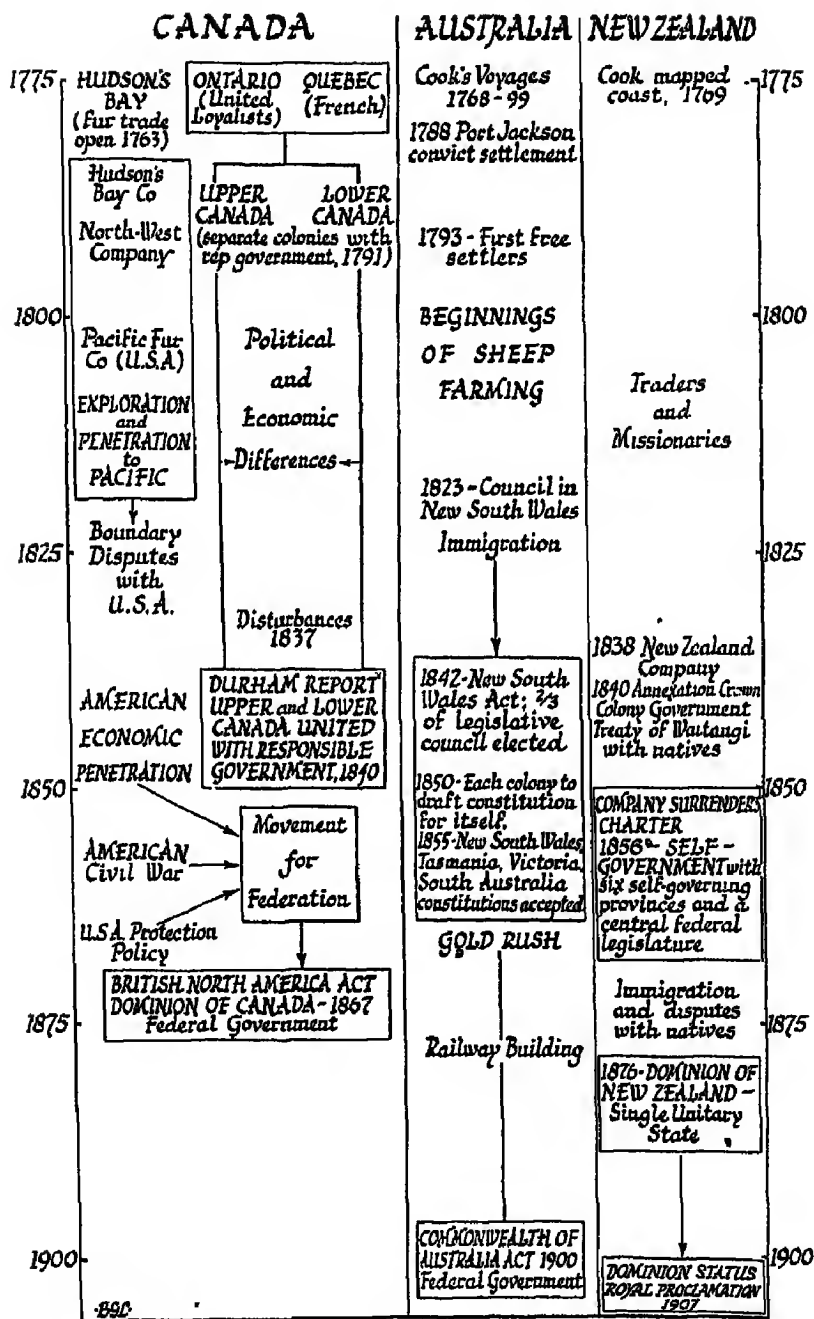 CANADA
1775
HUDSON'S
BAY
(Fur trade
open 1763)
ONTARIO QUEBEC
(United (French)
Loyalists)
Hudson's
Bay Co
North-West
Company
UPPER LOWER
CANADA CANADA
(separate colonies with
rep government, 1791)
1800
Pacific Fur
Co (U.S.A)
EXPLORATION
and
PENETRATION
to
PACIFIC
Political
and
Economic
Differences
1825
Boundary
Disputes
with
U.S.A.
Disturbances
1837
AMERICAN
ECONOMIC
PENETRATION
DURHAM REPORT
UPPER and LOWER
CANADA UNITED
WITH RESPONSIBLE
GOVERNMENT, 1840
1850
AMERICAN
Civil War
U.S.A. Protection
Policy
Movement
for
Federation
BRITISH NORTH AMERICA ACT
DOMINION OF CANADA - 1867
Federal Government
1875
1900
AUSTRALIA
Cook's Voyages
1768-99
1788 Port Jackson
convict settlement
1793 - First free
settlers
BEGINNINGS
OF SHEEP
FARMING
1823 - Council in
New South Wales
Immigration
1842 - New South
Wales Act; 2/3
of legislative
council elected
1850 - Each colony to
draft constitution
for itself.
1855 - New South Wales,
Tasmania, Victoria,
South Australia
constitutions accepted
GOLD RUSH
Railway Building
COMMONWEALTH OF
AUSTRALIA ACT 1900
Federal Government
NEW ZEALAND
Cook mapped
coast, 1769
1775
1800
Traders
and
Missionaries
1825
1838 New Zealand
Company
1840 Annexation Crown
Colony Government
Treaty of Waitangi
with natives
1850
COMPANY SURRENDERS
CHARTER
1856 - SELF -
GOVERNMENT with
six self-governing
provinces and a
central federal
legislature
Immigration
and disputes
with natives
1875
1876 - DOMINION OF
NEW ZEALAND -
Single Unitary
State
1900
DOMINION STATUS
ROYAL PROCLAMATION
1907